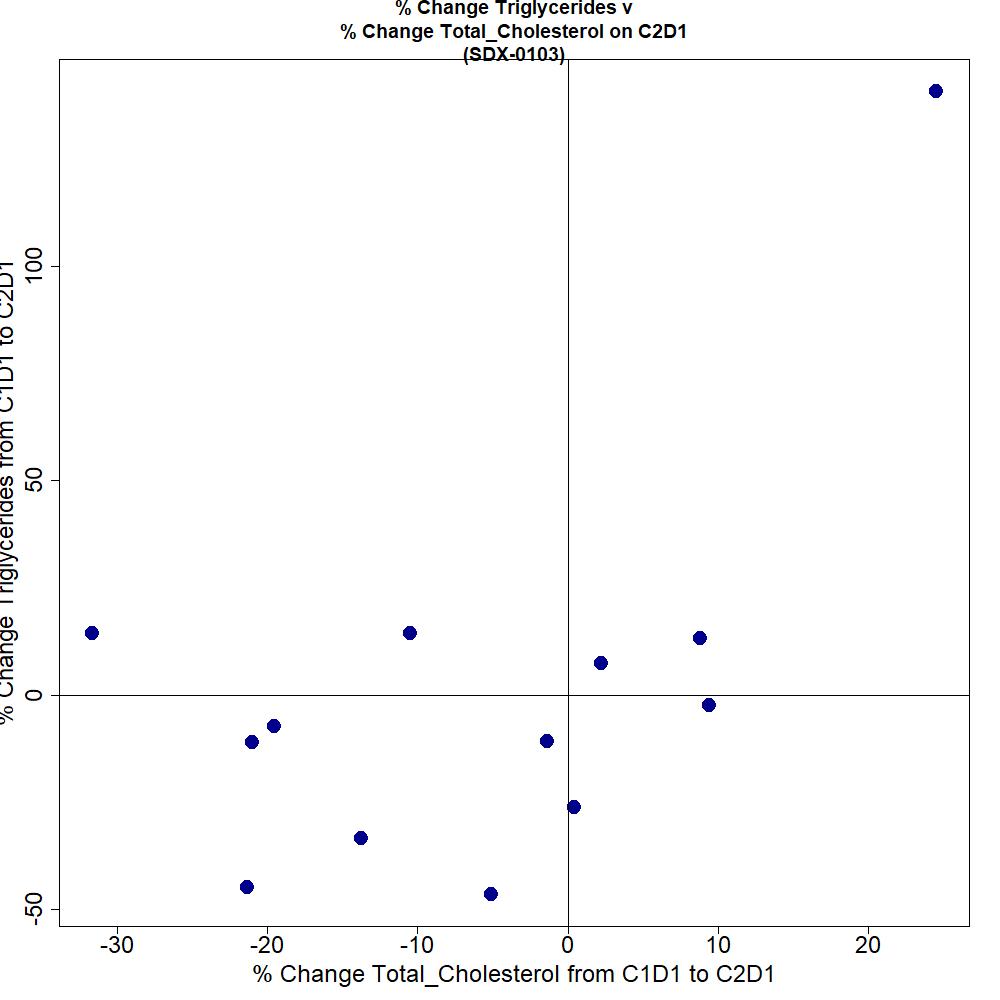 % Change Triglycerides v
% Change Total_Cholesterol on C2D1
(SDX-0103)
% Change Triglycerides from C1D1 to C2D1
100
50
0
-50
-30
-20
-10
0
10
20
% Change Total_Cholesterol from C1D1 to C2D1